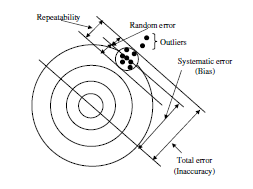 Repeatability
Random error
Outliers
Systematic error
(Bias)
Total error
(Inaccuracy)